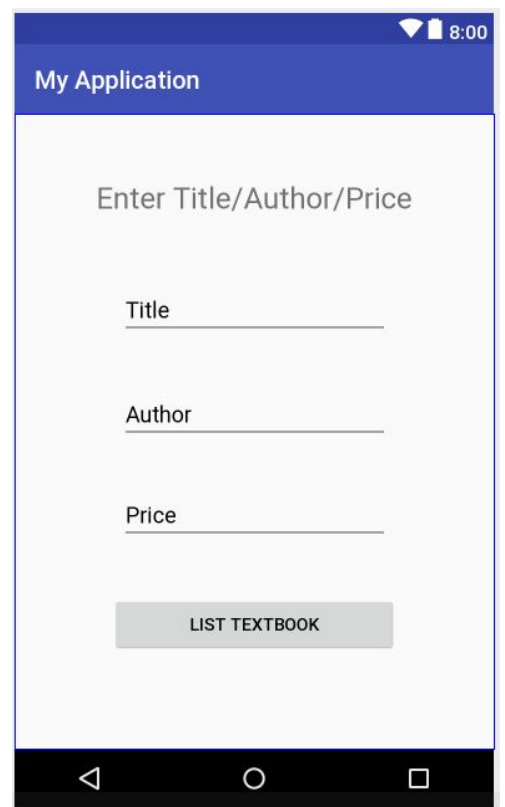 8:00
My Application
Enter Title/Author/Price
Title
Author
Price
LIST TEXTBOOK